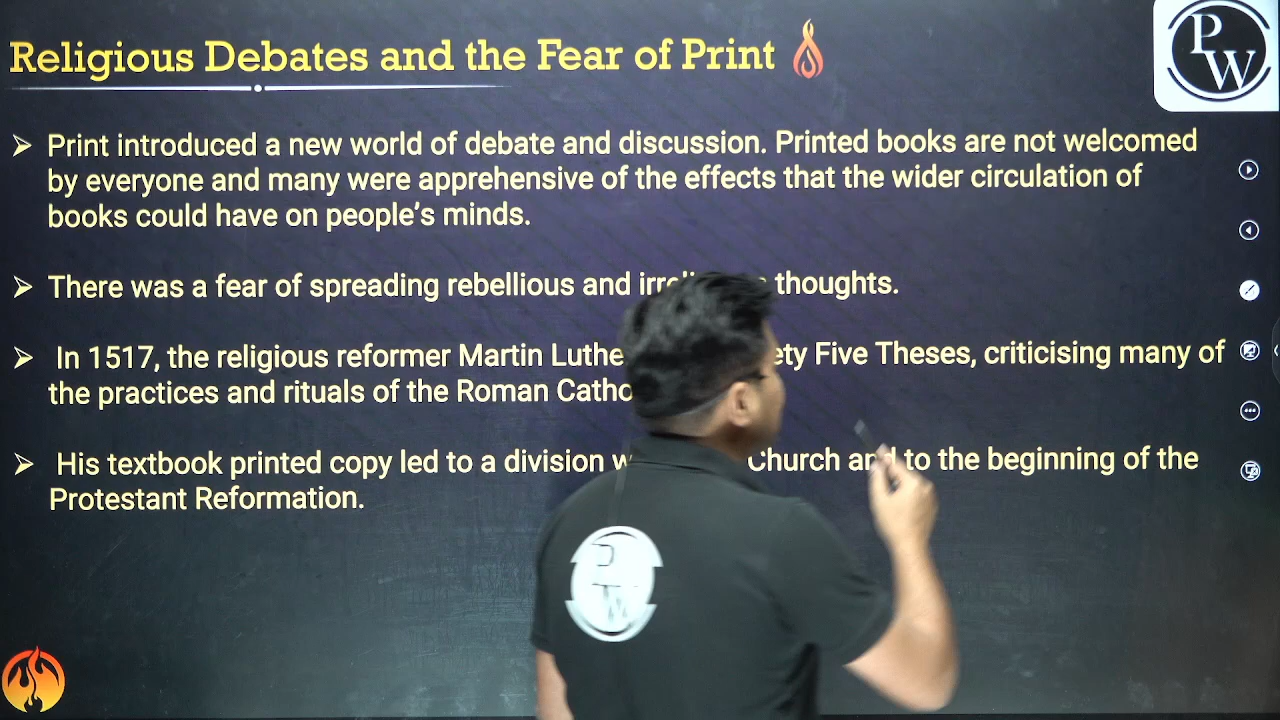 Religious Debates and the Fear of Print
PW
➢ Print introduced a new world of debate and discussion. Printed books are not welcomed
by everyone and many were apprehensive of the effects that the wider circulation of
books could have on people's minds.
➢ There was a fear of spreading rebellious and thoughts.
➢ In 1517, the religious reformer Martin Five Theses, criticising many of
the practices and rituals of the Roman
➢ His textbook printed copy led to a division Church and to the beginning of the
Protestant Reformation.
PW